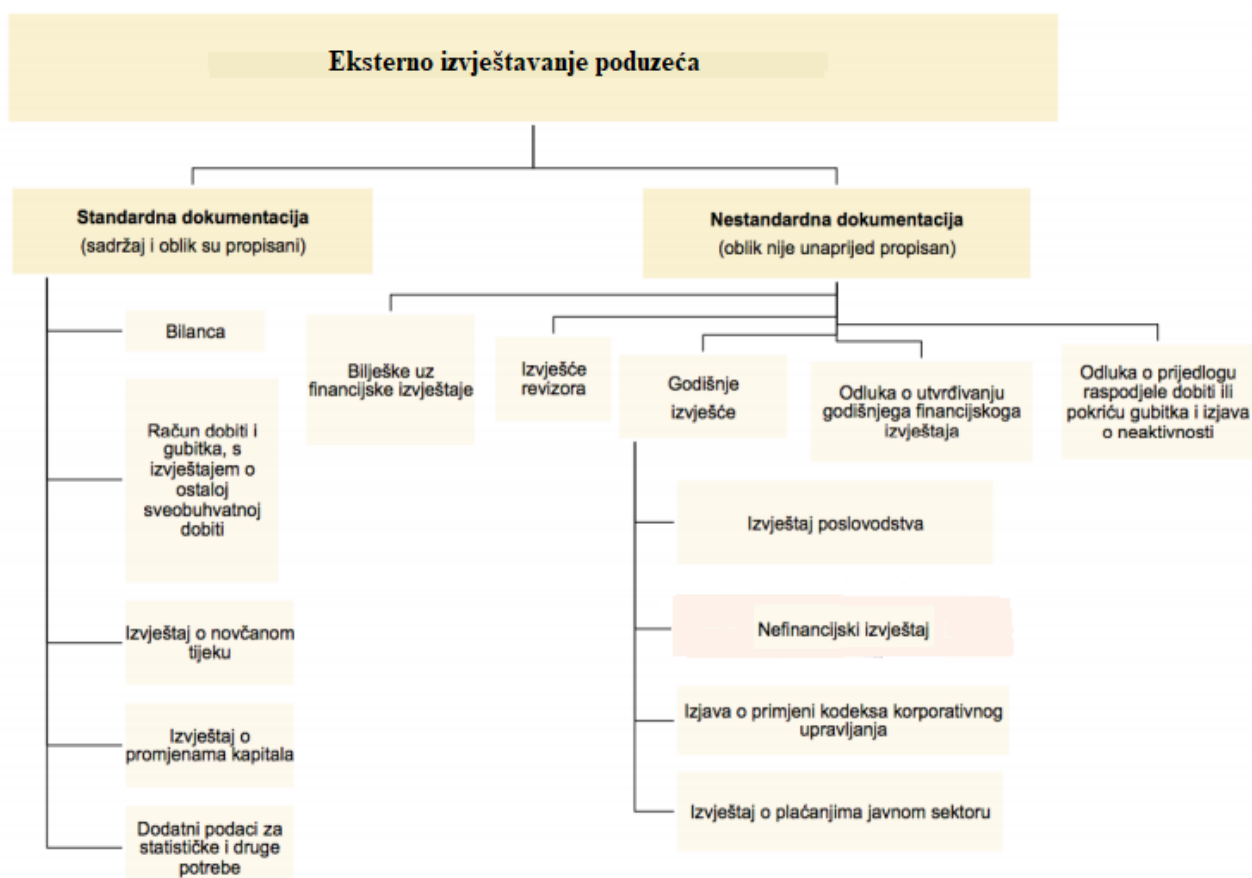 Eksterno izvještavanje poduzeća
Standardna dokumentacija
(sadržaj i oblik su propisani)
Bilanca
Račun dobiti i
gubitka, s
izvještajem o
ostaloj
sveobuhvatnoj
dobiti
Izvještaj o novčanom
tijeku
Izvještaj o
promjenama kapitala
Dodatni podaci za
statističke i druge
potrebe
Nestandardna dokumentacija
(oblik nije unaprijed propisan)
Bilješke uz
financijske izvještaje
Izvješće
revizora
Godišnje
izvješće
Izvještaj poslovodstva
Nefinancijski izvještaj
Izjava o primjeni kodeksa korporativnog
upravljanja
Izvještaj o plaćanjima javnom sektoru
Odluka o utvrđivanju
godišnjega financijskoga
izvještaja
Odluka o prijedlogu
raspodjele dobiti ili
pokriću gubitka i izjava
o neaktivnosti